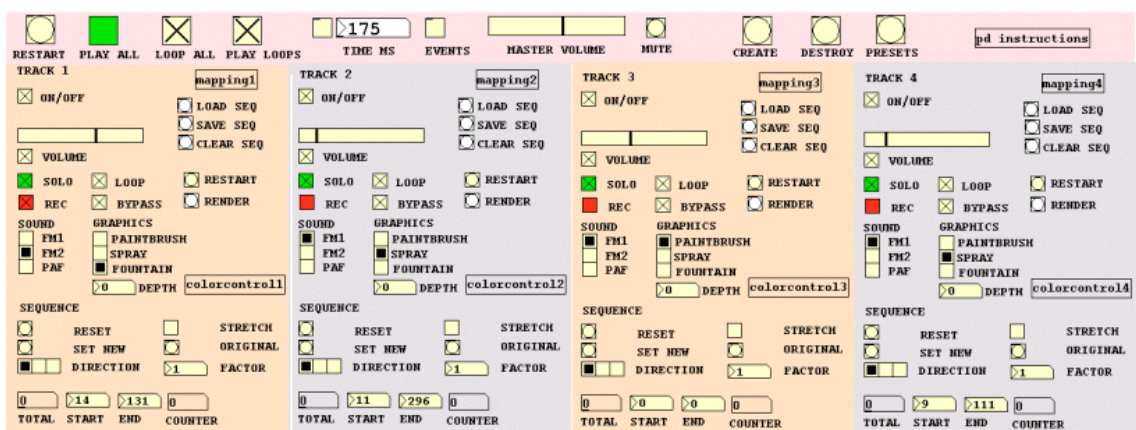 175
RESTART PLAY ALL LOOP ALL PLAY LOOPS TIME MS EVENTS MASTER VOLUME MUTE CREATE DESTROY PRESETS pd instructions
TRACK 1
mapping1
ON/OFF
LOAD SEQ
SAVE SEQ
CLEAR SEQ
VOLUME
SOLO LOOP RESTART
REC BYPASS RENDER
SOUND GRAPHICS
FM1 PAINTBRUSH
FM2 SPRAY
PAF FOUNTAIN
0 DEPTH colorcontrol1
SEQUENCE
RESET STRETCH
SET NEW ORIGINAL
DIRECTION 1 FACTOR
0 14 131 0
TOTAL START END COUNTER
TRACK 2
mapping2
ON/OFF
LOAD SEQ
SAVE SEQ
CLEAR SEQ
VOLUME
SOLO LOOP RESTART
REC BYPASS RENDER
SOUND GRAPHICS
FM1 PAINTBRUSH
FM2 SPRAY
PAF FOUNTAIN
0 DEPTH colorcontrol2
SEQUENCE
RESET STRETCH
SET NEW ORIGINAL
DIRECTION 1 FACTOR
0 11 296 0
TOTAL START END COUNTER
TRACK 3
mapping3
ON/OFF
LOAD SEQ
SAVE SEQ
CLEAR SEQ
VOLUME
SOLO LOOP RESTART
REC BYPASS RENDER
SOUND GRAPHICS
FM1 PAINTBRUSH
FM2 SPRAY
PAF FOUNTAIN
0 DEPTH colorcontrol3
SEQUENCE
RESET STRETCH
SET NEW ORIGINAL
DIRECTION 1 FACTOR
0 0 0 0
TOTAL START END COUNTER
TRACK 4
mapping4
ON/OFF
LOAD SEQ
SAVE SEQ
CLEAR SEQ
VOLUME
SOLO LOOP RESTART
REC BYPASS RENDER
SOUND GRAPHICS
FM1 PAINTBRUSH
FM2 SPRAY
PAF FOUNTAIN
0 DEPTH colorcontrol4
SEQUENCE
RESET STRETCH
SET NEW ORIGINAL
DIRECTION 1 FACTOR
0 9 111 0
TOTAL START END COUNTER